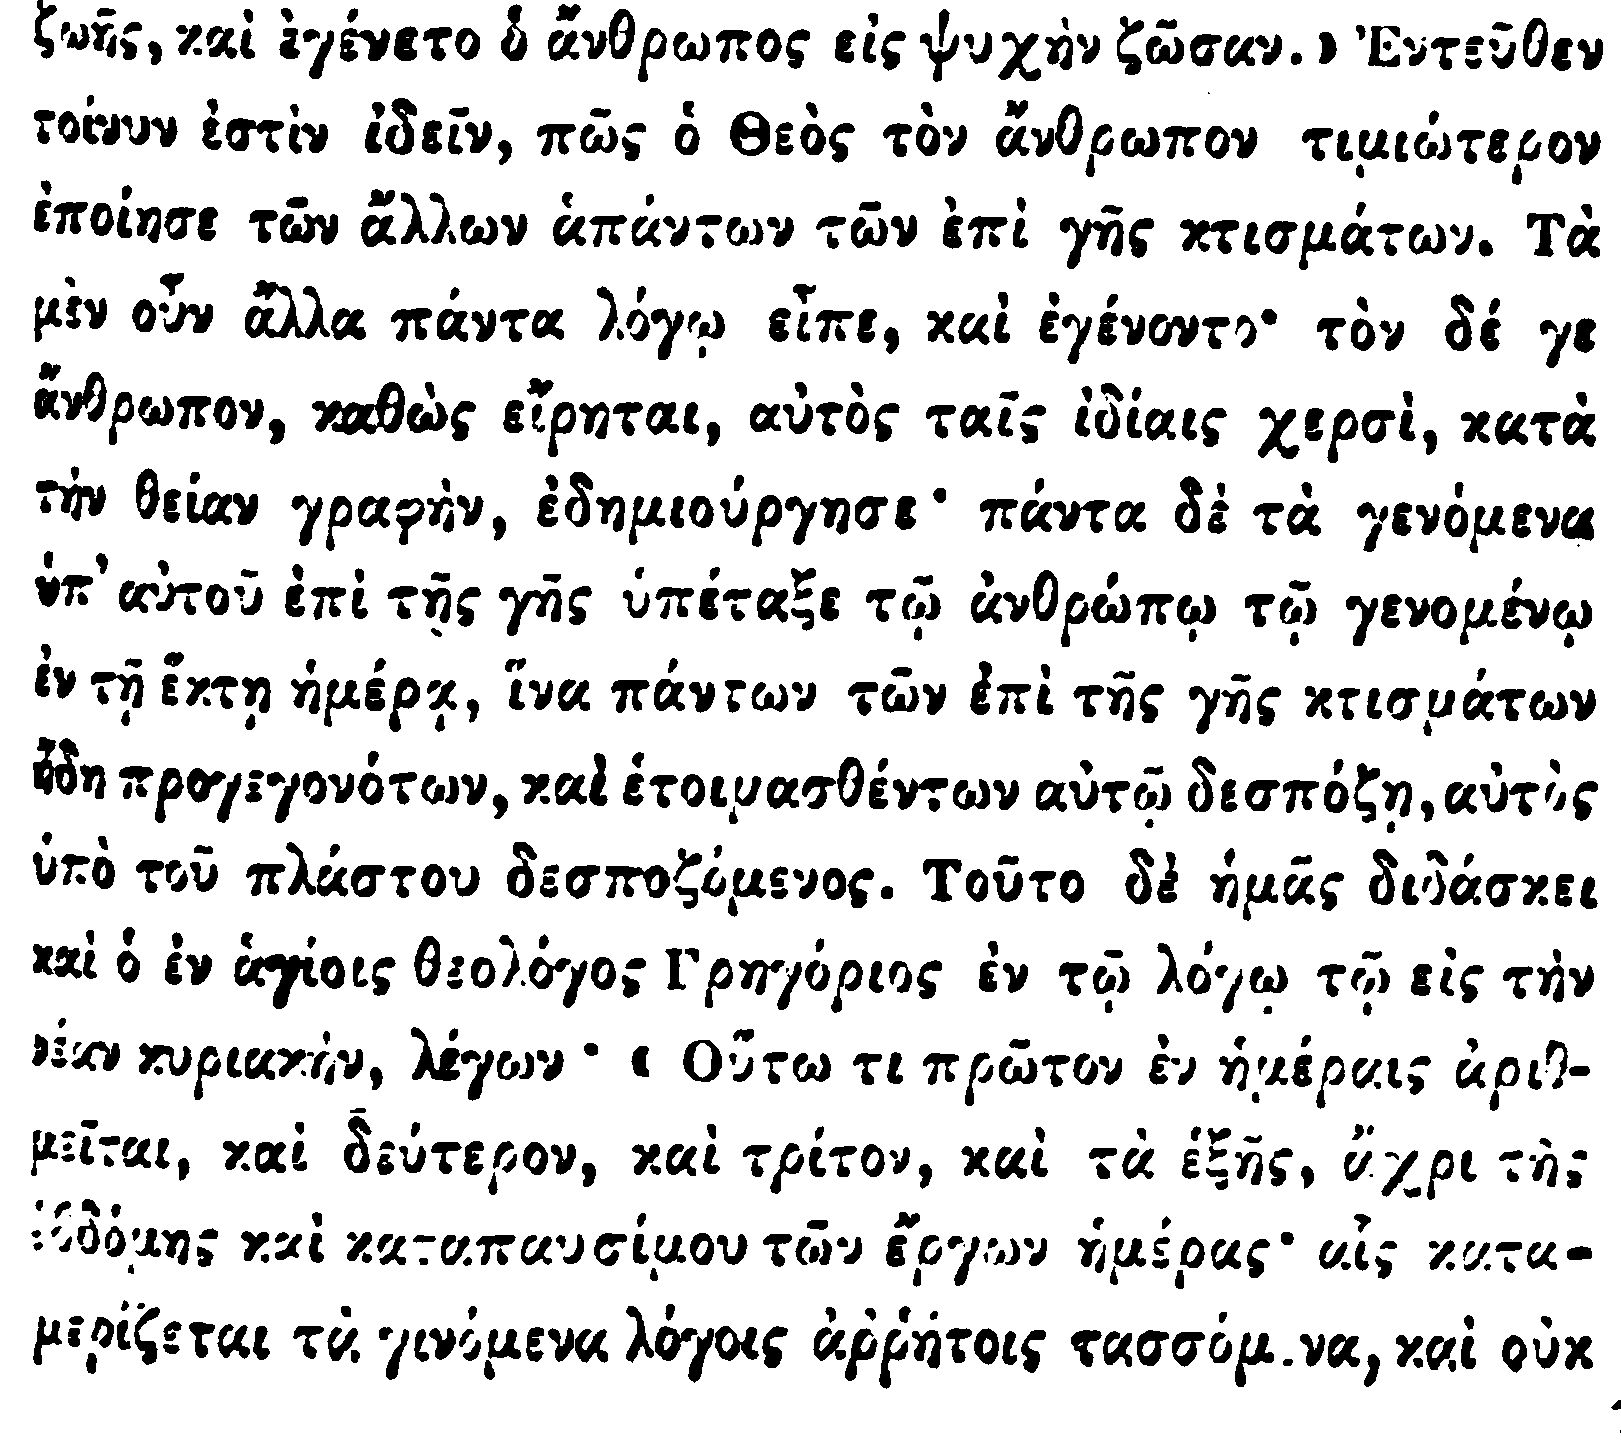 ζωῆς, καὶ ἐγένετο ὁ ἄνθρωπος εἰς ψυχὴν ζῶσαν. » Ἐντεῦθεν
τοίνυν ἐστὶν ἰδεῖν, πῶς ὁ Θεὸς τὸν ἄνθρωπον τιμιώτερον
ἐποίησε τῶν ἄλλων ἁπάντων τῶν ἐπὶ γῆς κτισμάτων. Τὰ
μὲν οὖν ἄλλα πάντα λόγῳ εἶπε, καὶ ἐγένοντο· τὸν δέ γε
ἄνθρωπον, καθὼς εἴρηται, αὐτὸς ταῖς ἰδίαις χερσὶ, κατὰ
τὴν θείαν γραφὴν, ἐδημιούργησε· πάντα δὲ τὰ γενόμενα
ὑπ' αὐτοῦ ἐπὶ τῆς γῆς ὑπέταξε τῷ ἀνθρώπῳ τῷ γενομένῳ
ἐν τῇ ἕκτῃ ἡμέρᾳ, ἵνα πάντων τῶν ἐπὶ τῆς γῆς κτισμάτων
ἤδη προγεγονότων, καὶ ἑτοιμασθέντων αὐτῷ δεσπόζῃ, αὐτὸς
ὑπὸ τοῦ πλάστου δεσποζόμενος. Τοῦτο δὲ ἡμᾶς διδάσκει
καὶ ὁ ἐν ἁγίοις θεολόγος Γρηγόριος ἐν τῷ λόγῳ τῷ εἰς τὴν
νέαν κυριακὴν, λέγων· « Οὕτω τι πρῶτον ἐν ἡμέραις ἀριθ-
μεῖται, καὶ δεύτερον, καὶ τρίτον, καὶ τὰ ἑξῆς, ἄχρι τῆς
ἑβδόμης καὶ καταπαυσίμου τῶν ἔργων ἡμέρας· αἷς κατα-
μερίζεται τὰ γινόμενα λόγοις ἀῤῥήτοις τασσόμενα, καὶ οὐκ